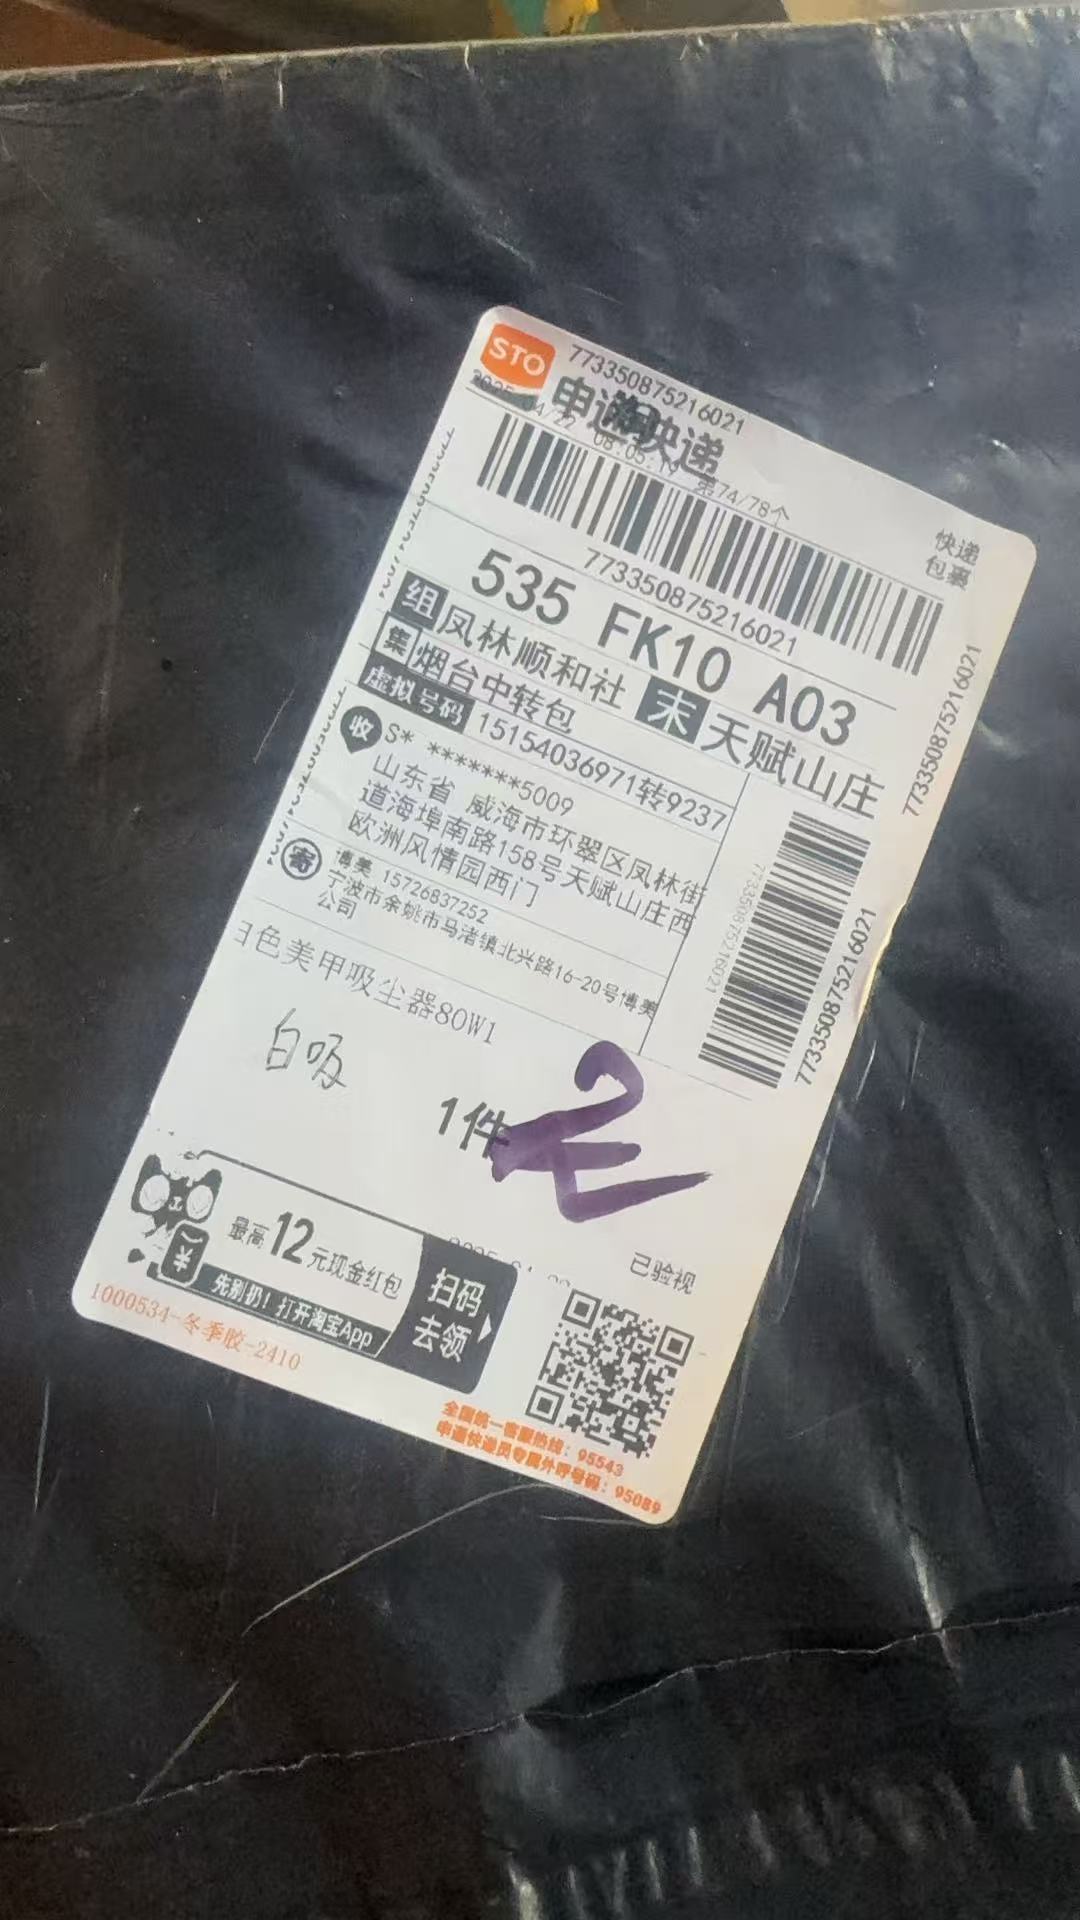 STO
773350875216021
申通快递
淘
2025/04/22 08:05:19 第74/78个
快递
包裹
773350875216021
535 FK10 A03
组 凤林顺和社 末 天赋山庄
集 烟台中转包
虚拟号码 15154036971转9237
收 S* *******5009
山东省 威海市环翠区凤林街
道海埠南路158号天赋山庄西
欧洲风情园西门
寄 博美 15726837252
宁波市余姚市马渚镇北兴路16-20号博美
公司
773350875216021
773350875216021
773350875216021
白色美甲吸尘器80W1
白吸
1件
已验视
最高12元现金红包
先别扔！打开淘宝App
扫码
去领
1000534-冬季胶-2410
全国统一客服热线：95543
申通快递员专属外呼号码：95089